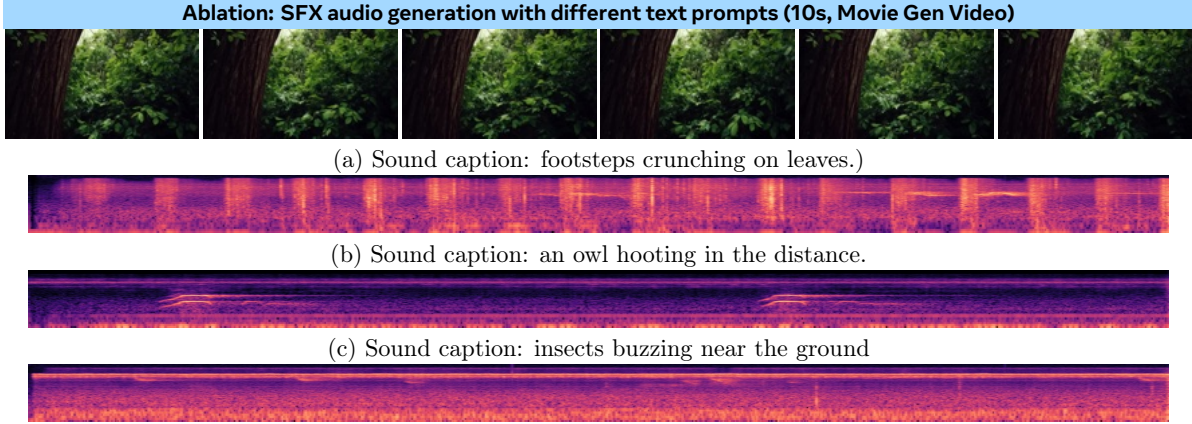 Ablation: SFX audio generation with different text prompts (10s, Movie Gen Video)
(a) Sound caption: footsteps crunching on leaves.)
(b) Sound caption: an owl hooting in the distance.
(c) Sound caption: insects buzzing near the ground